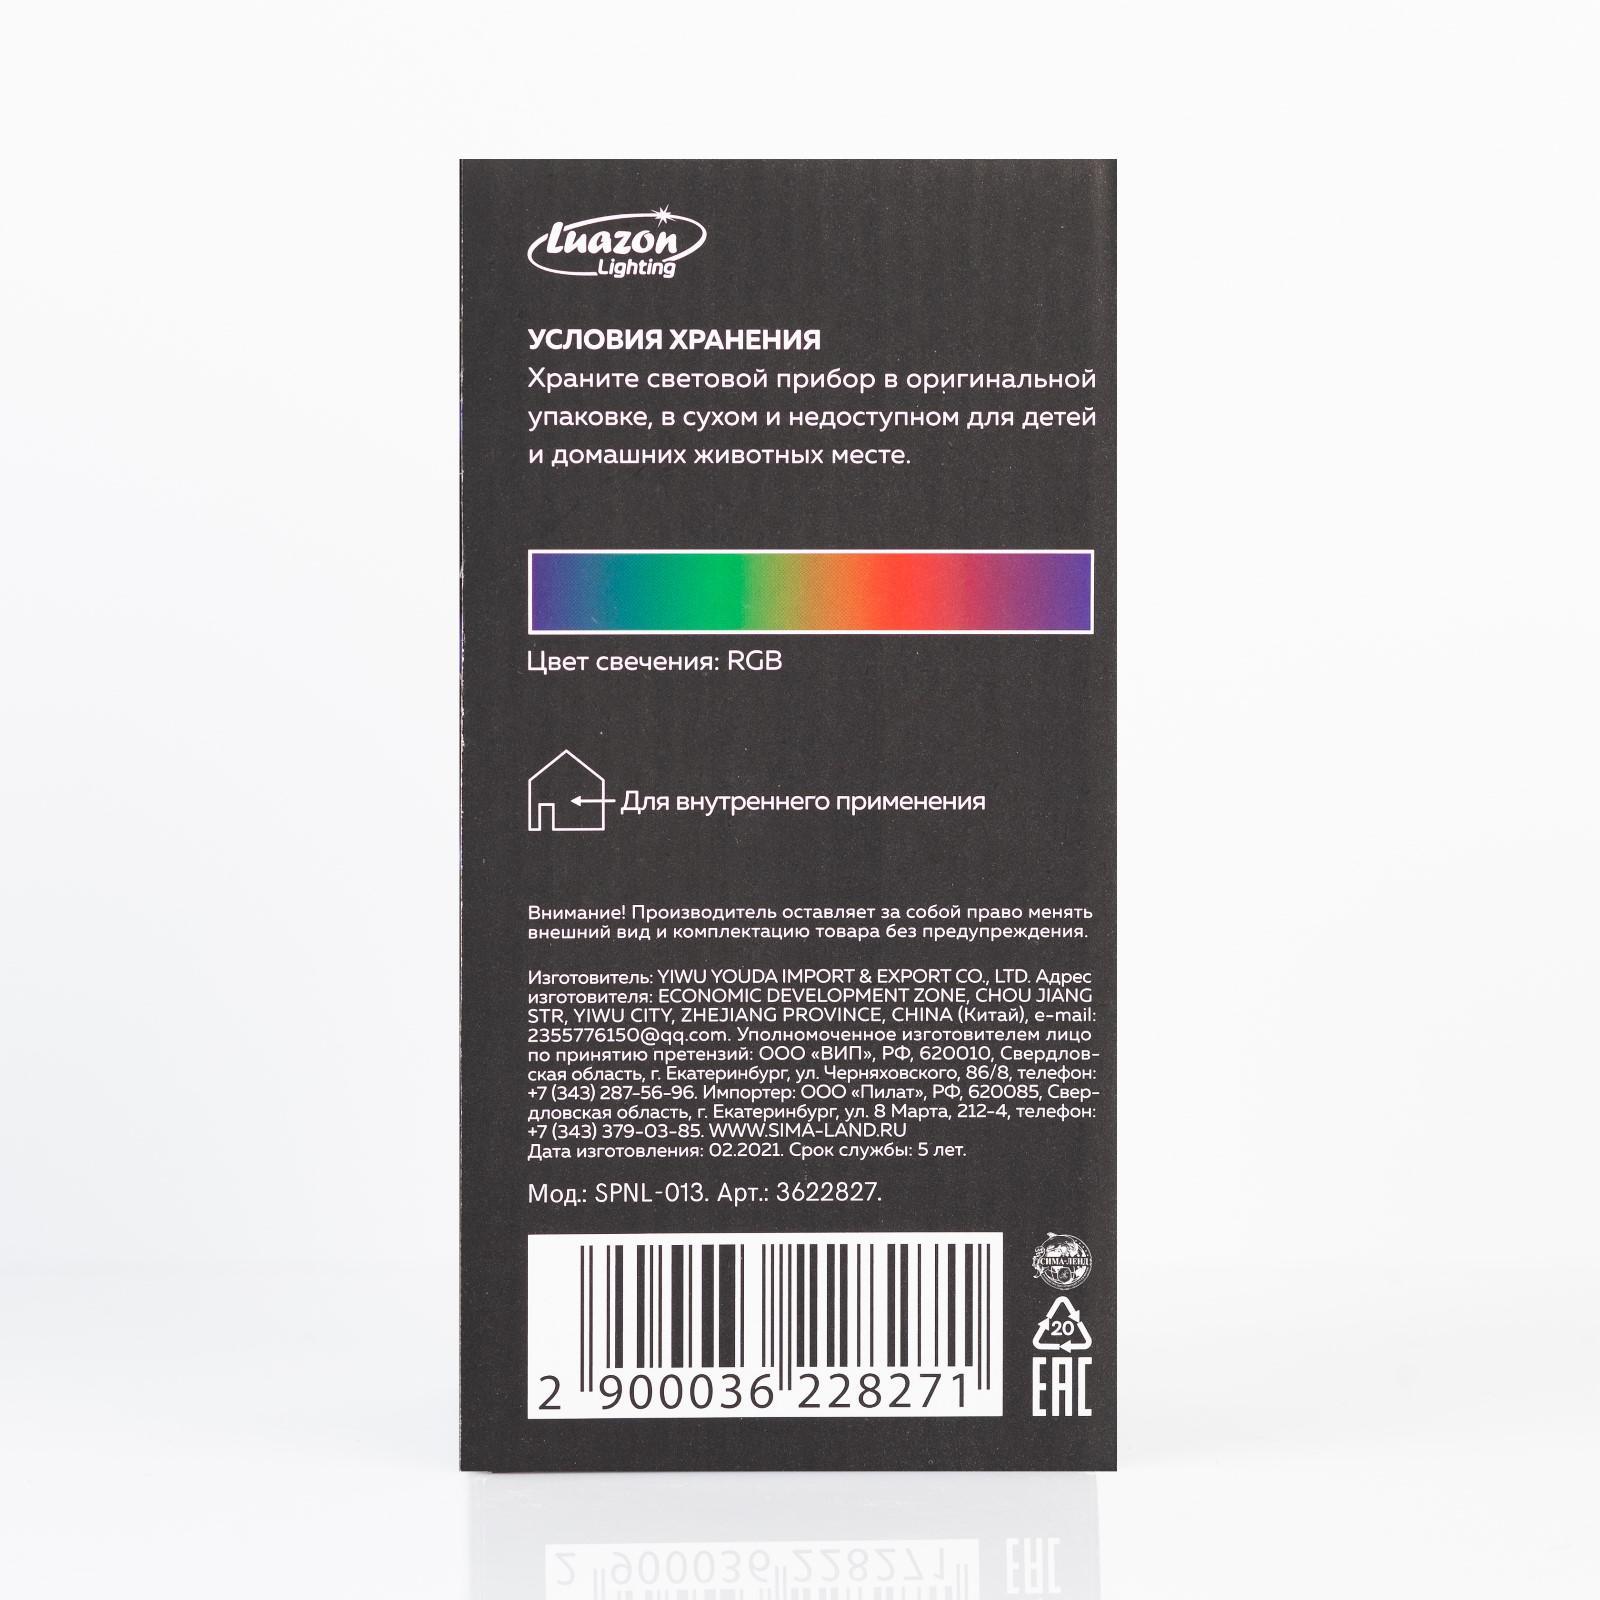 Luazon
Lighting
УСЛОВИЯ ХРАНЕНИЯ
Храните световой прибор в оригинальной
упаковке, в сухом и недоступном для детей
и домашних животных месте.
Цвет свечения: RGB
Для внутреннего применения
Внимание! Производитель оставляет за собой право менять
внешний вид и комплектацию товара без предупреждения.
Изготовитель: YIWU YOUDA IMPORT & EXPORT CO., LTD. Адрес
изготовителя: ECONOMIC DEVELOPMENT ZONE, CHOU JIANG
STR, YIWU CITY, ZHEJIANG PROVINCE, CHINA (Китай), e-mail:
2355776150@qq.com. Уполномоченное изготовителем лицо
по принятию претензий: ООО «ВИП», РФ, 620010, Свердлов-
ская область, г. Екатеринбург, ул. Черняховского, 86/8, телефон:
+7 (343) 287-56-96. Импортер: ООО «Пилат», РФ, 620085, Свер-
дловская область, г. Екатеринбург, ул. 8 Марта, 212-4, телефон:
+7 (343) 379-03-85. WWW.SIMA-LAND.RU
Дата изготовления: 02.2021. Срок службы: 5 лет.
Мод.: SPNL-013. Арт.: 3622827.
СИМА-ЛЕНД
20
EAC
2 900036 228271